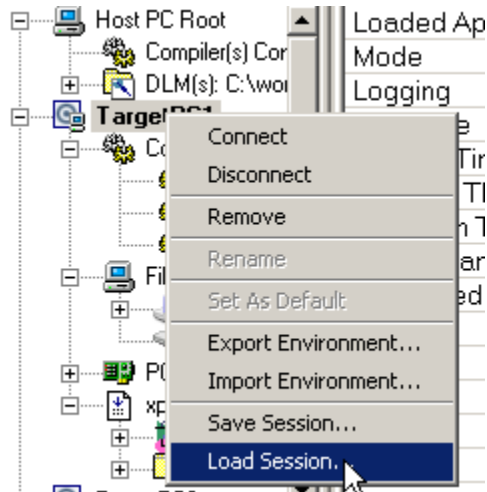 Host PC Root
Compiler(s) Cor
DLM(s): C:\wor
Loaded Ap
Mode
Logging
Connect
Disconnect
Remove
Rename
Set As Default
Export Environment...
Import Environment...
Save Session...
Load Session..